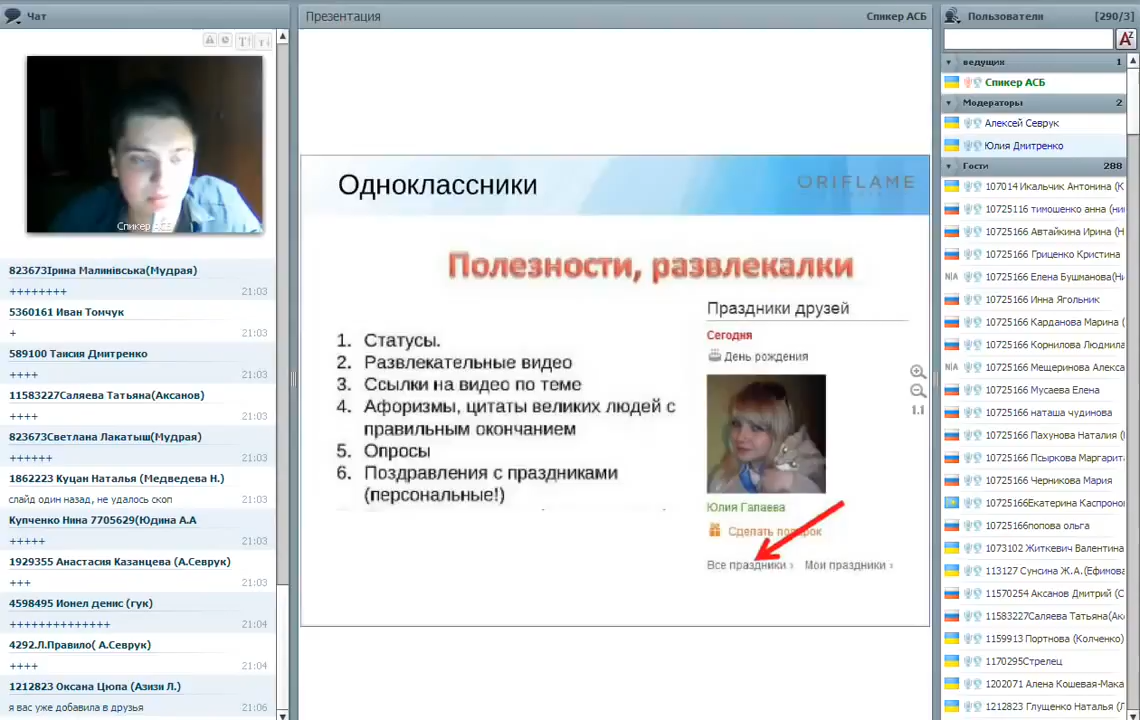 Чат
Спикер АСБ
823673Ірина Малинівська(Мудрая)
++++++++ 21:03
5360161 Иван Томчук
+ 21:03
589100 Таисия Дмитренко
++++ 21:03
11583227Саляева Татьяна(Аксанов)
++++ 21:03
823673Светлана Лакатыш(Мудрая)
++++++ 21:03
1862223 Куцан Наталья (Медведева Н.)
слайд один назад, не удалось скоп 21:03
Купченко Нина 7705629(Юдина А.А
+++++ 21:03
1929355 Анастасия Казанцева (А.Севрук)
+++ 21:03
4598495 Ионел денис (гук)
++++++++++++++ 21:04
4292.Л.Правило( А.Севрук)
++++ 21:04
1212823 Оксана Цюпа (Азизи Л.)
я вас уже добавила в друзья 21:06
Презентация Спикер АСБ
Одноклассники
ORIFLAME
Полезности, развлекалки
1. Статусы.
2. Развлекательные видео
3. Ссылки на видео по теме
4. Афоризмы, цитаты великих людей с
правильным окончанием
5. Опросы
6. Поздравления с праздниками
(персональные!)
Праздники друзей
Сегодня
День рождения
Юлия Гапаева
Сделать подарок
Все праздники › Мои праздники ›
1.1
Пользователи [290/3]
ведущих 1
Спикер АСБ
Модераторы 2
Алексей Севрук
Юлия Дмитренко
Гости 288
107014 Икальчик Антонина (К
10725116 тимошенко анна (ни
10725166 Автайкина Ирина (Н
10725166 Гриценко Кристина
N\A 10725166 Елена Бушманова(Ни
10725166 Инна Ягольник
10725166 Карданова Марина (
10725166 Корнилова Людмила
N\A 10725166 Мещеринова Алекса
10725166 Мусаева Елена
10725166 наташа чудинова
10725166 Пахунова Наталия (
10725166 Псыркова Маргарит
10725166 Черникова Мария
10725166Екатерина Каспронс
10725166попова ольга
1073102 Житкевич Валентина
113127 Сунсина Ж.А.(Ефимова
11570254 Аксанов Дмитрий (С
11583227Саляева Татьяна(Акс
1159913 Портнова (Колченко)
1170295Стрелец
1202071 Алена Кошевая-Мака
1212823 Глущенко Наталья (Л